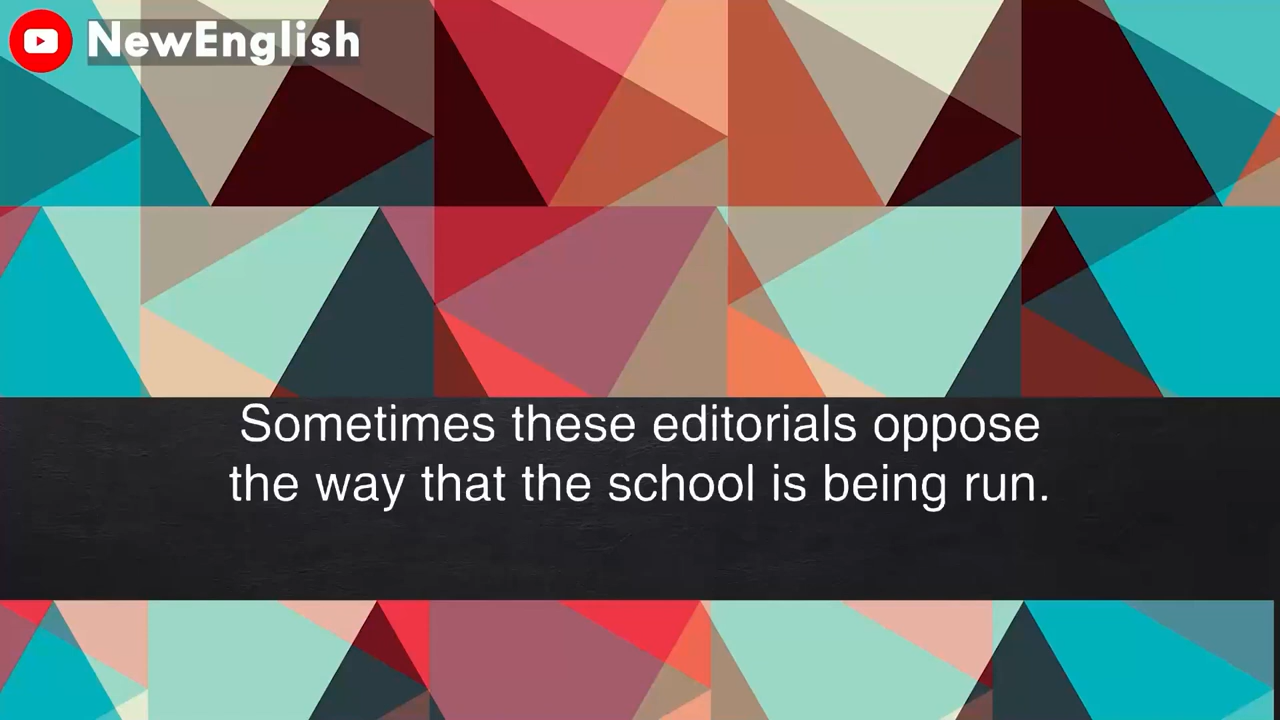 NewEnglish
Sometimes these editorials oppose
the way that the school is being run.